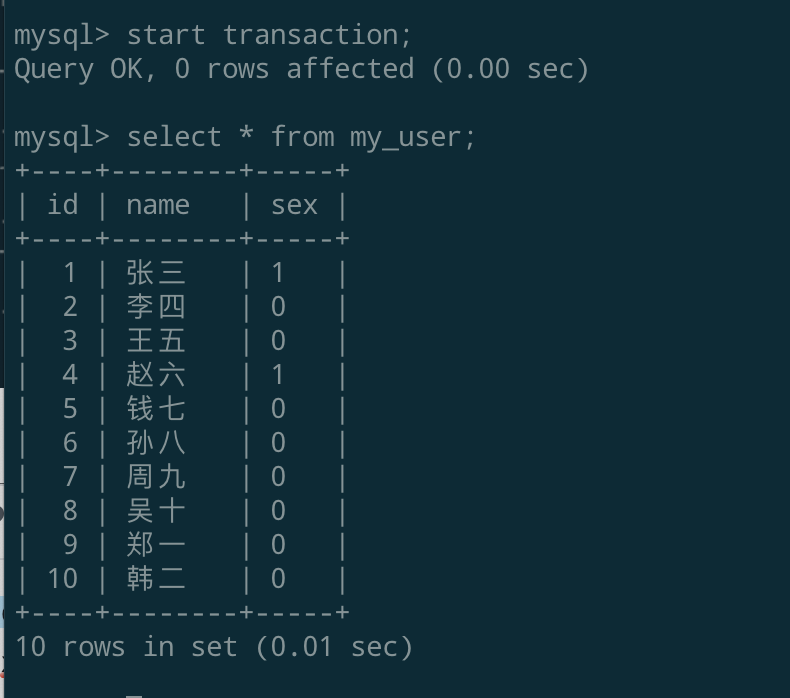 mysql> start transaction;
Query OK, 0 rows affected (0.00 sec)
mysql> select * from my_user;
+----+--------+-----+
| id | name   | sex |
+----+--------+-----+
|  1 | 张三   | 1   |
|  2 | 李四   | 0   |
|  3 | 王五   | 0   |
|  4 | 赵六   | 1   |
|  5 | 钱七   | 0   |
|  6 | 孙八   | 0   |
|  7 | 周九   | 0   |
|  8 | 吴十   | 0   |
|  9 | 郑一   | 0   |
| 10 | 韩二   | 0   |
+----+--------+-----+
10 rows in set (0.01 sec)